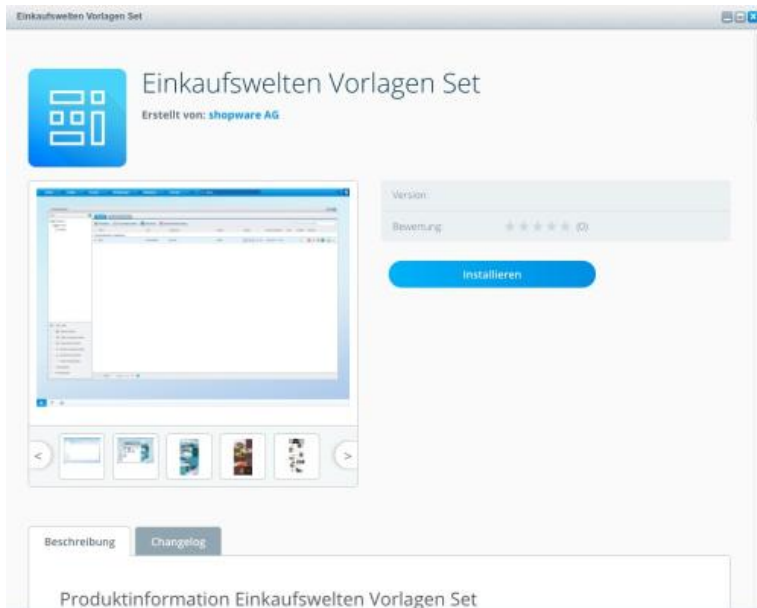 Einkaufswelten Vorlagen Set
Einkaufswelten Vorlagen Set
Erstellt von: shopware AG
Version:
Bewertung: (0)
Installieren
<
>
Beschreibung
Changelog
Produktinformation Einkaufswelten Vorlagen Set